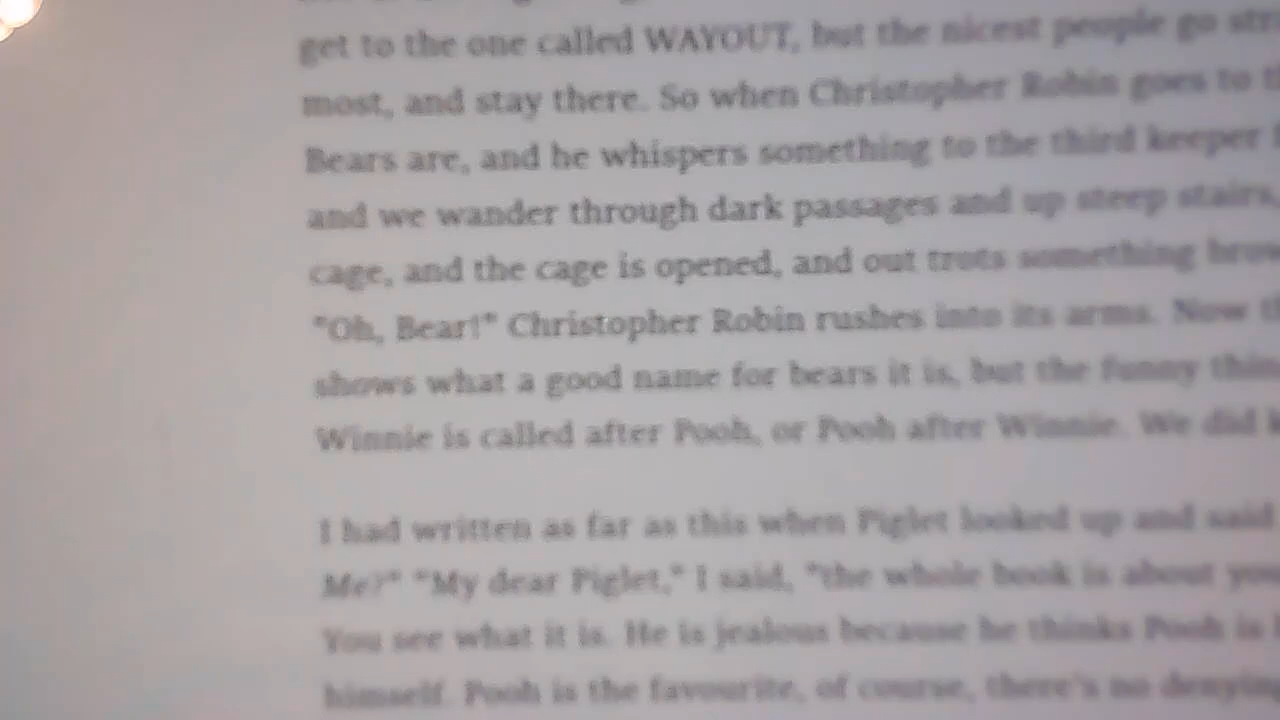 get to the one called WAYOUT, but the nicest people go
most, and stay there. So when Christopher Robin goes to
Bears are, and he whispers something to the third keeper
and we wander through dark passages and up steep stairs,
cage, and the cage is opened, and out trots something
"Oh, Bear!" Christopher Robin rushes into its arms. Now
shows what a good name for bears it is, but the funny
Winnie is called after Pooh, or Pooh after Winnie. We did
I had written as far as this when Piglet looked up and said
Me?" "My dear Piglet," I said, "the whole book is about
You see what it is. He is jealous because he thinks Pooh is
himself. Pooh is the favourite, of course, there's no